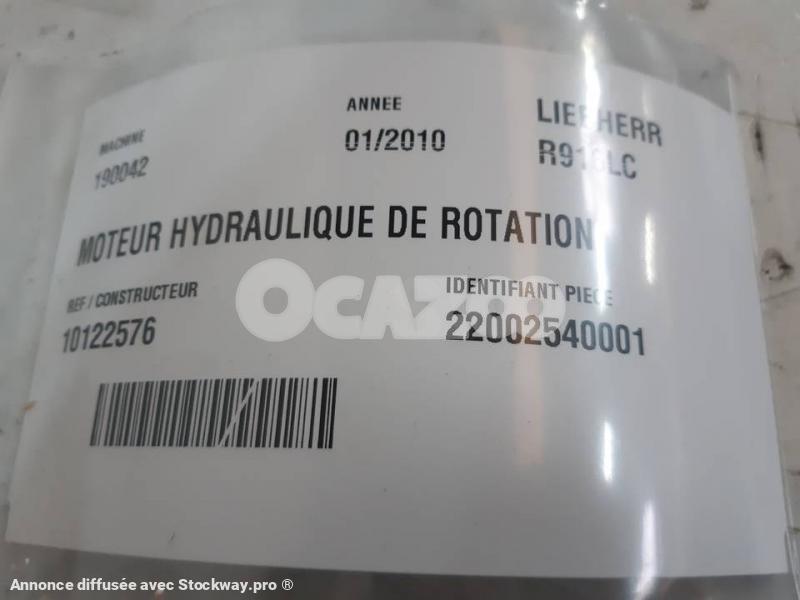 MACHINE
190042
ANNEE
01/2010
LIEBHERR
MOTEUR HYDRAULIQUE DE ROTATION
REF / CONSTRUCTEUR
10122576
IDENTIFIANT PIECE
22002540001
OCAZOO
Annonce diffusée avec Stockway.pro ®